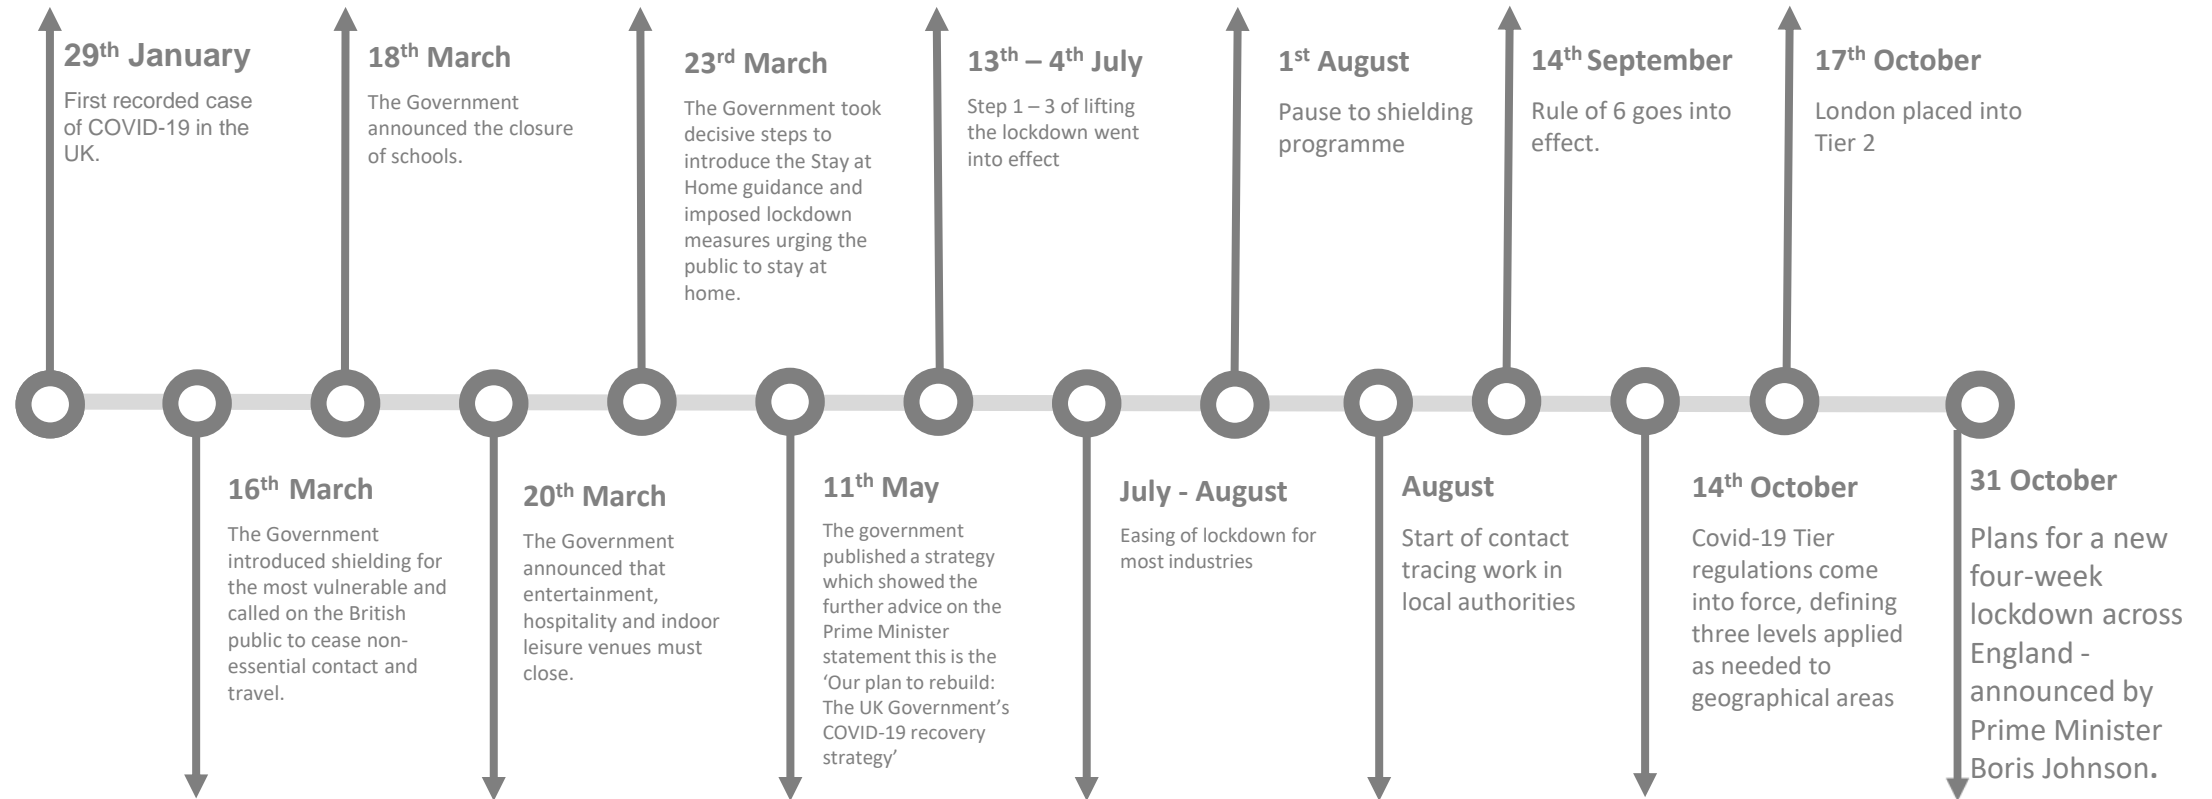 29th January
First recorded case
of COVID-19 in the
UK.
16th March
The Government
introduced shielding for
the most vulnerable and
called on the British
public to cease non-
essential contact and
travel.
18th March
The Government
announced the closure
of schools.
20th March
The Government
announced that
entertainment,
hospitality and indoor
leisure venues must
close.
23rd March
The Government took
decisive steps to
introduce the Stay at
Home guidance and
imposed lockdown
measures urging the
public to stay at
home.
11th May
The government
published a strategy
which showed the
further advice on the
Prime Minister
statement this is the
‘Our plan to rebuild:
The UK Government’s
COVID-19 recovery
strategy’
13th – 4th July
Step 1 – 3 of lifting
the lockdown went
into effect
July - August
Easing of lockdown for
most industries
1st August
Pause to shielding
programme
August
Start of contact
tracing work in
local authorities
14th September
Rule of 6 goes into
effect.
14th October
Covid-19 Tier
regulations come
into force, defining
three levels applied
as needed to
geographical areas
17th October
London placed into
Tier 2
31 October
Plans for a new
four-week
lockdown across
England -
announced by
Prime Minister
Boris Johnson.